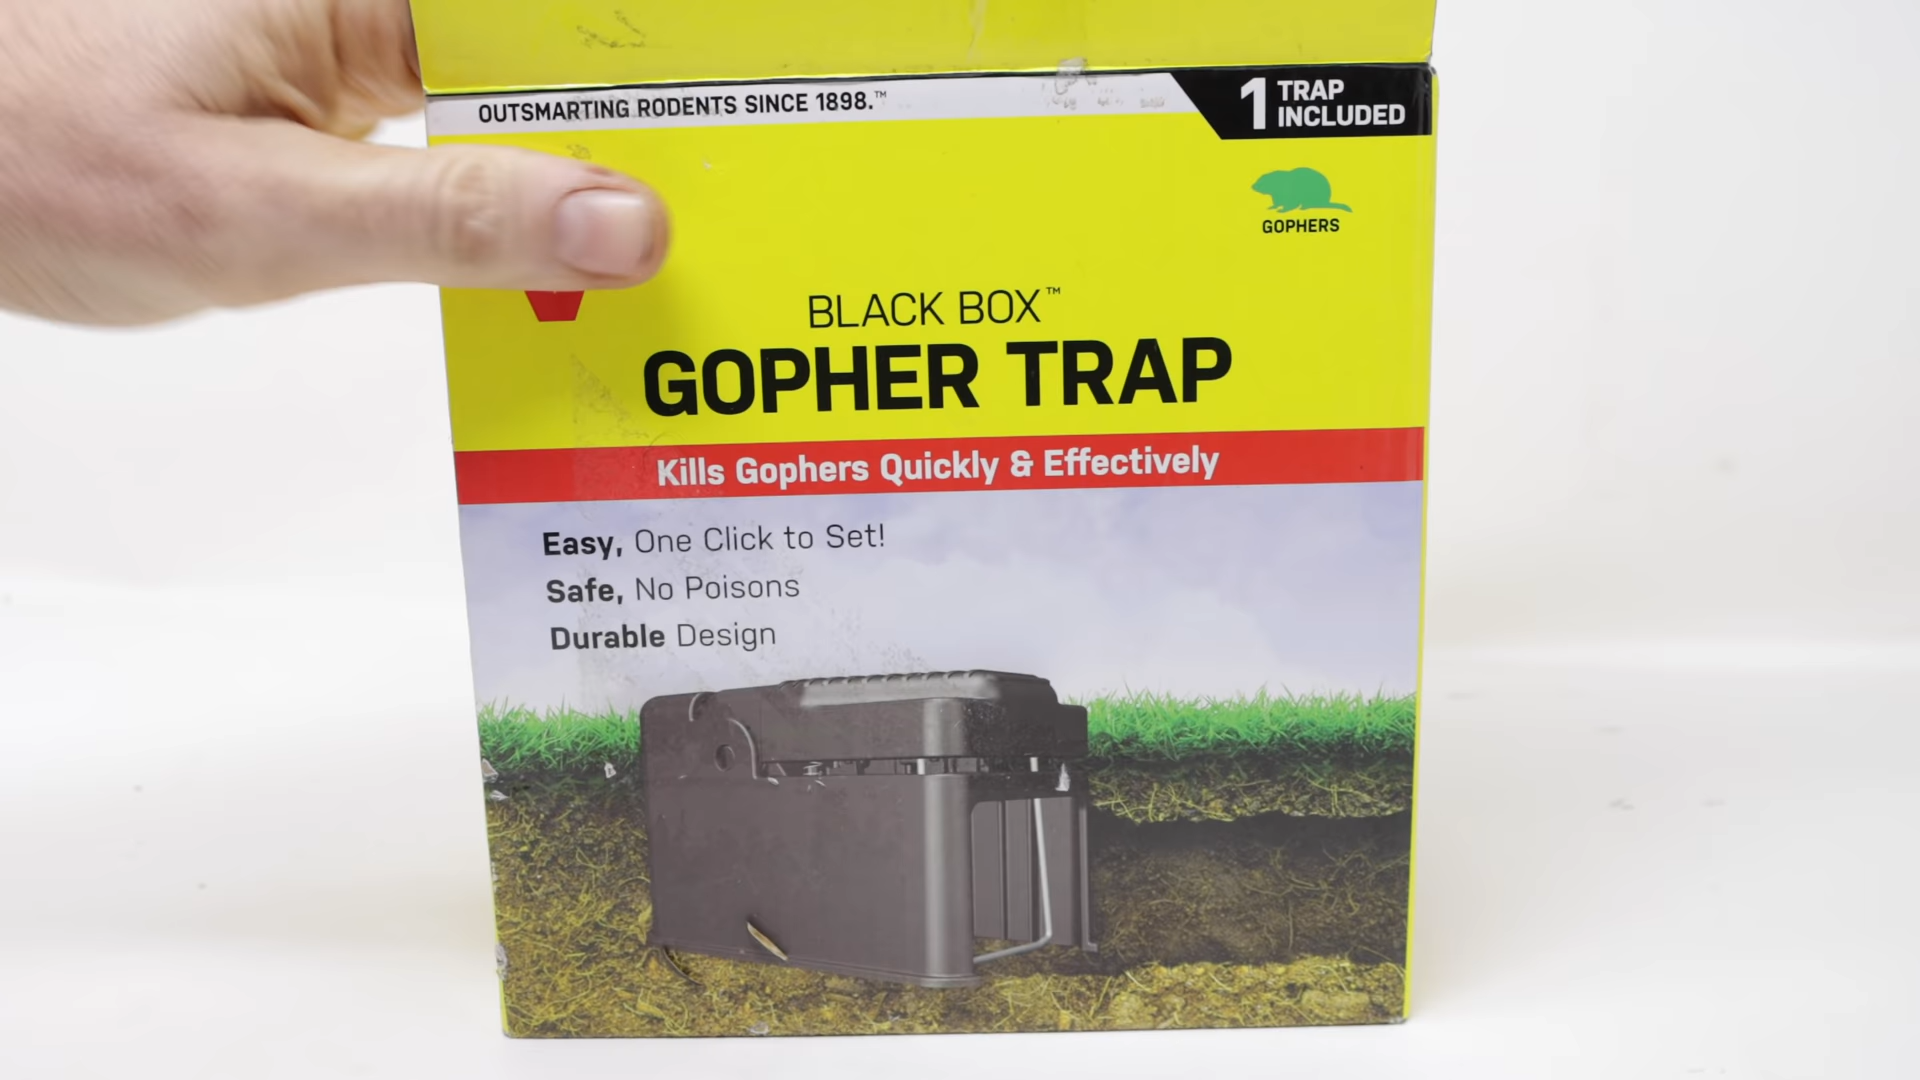 OUTSMARTING RODENTS SINCE 1898.™
1 TRAP
INCLUDED
GOPHERS
BLACK BOX™
GOPHER TRAP
Kills Gophers Quickly & Effectively
Easy, One Click to Set!
Safe, No Poisons
Durable Design